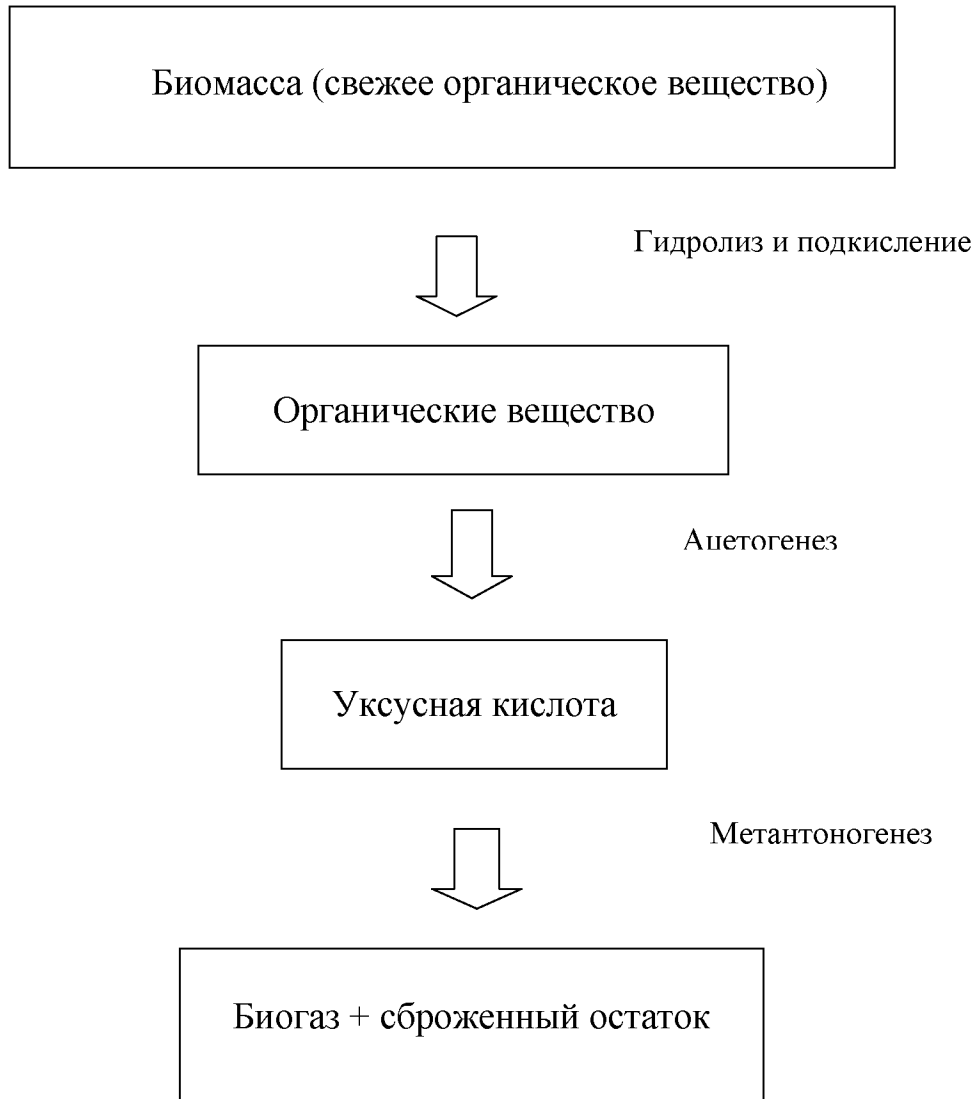 Биомасса (свежее органическое вещество)
Гидролиз и подкисление
Органические вещество
Ацетогенез
Уксусная кислота
Метантоногенез
Биогаз + сброженный остаток